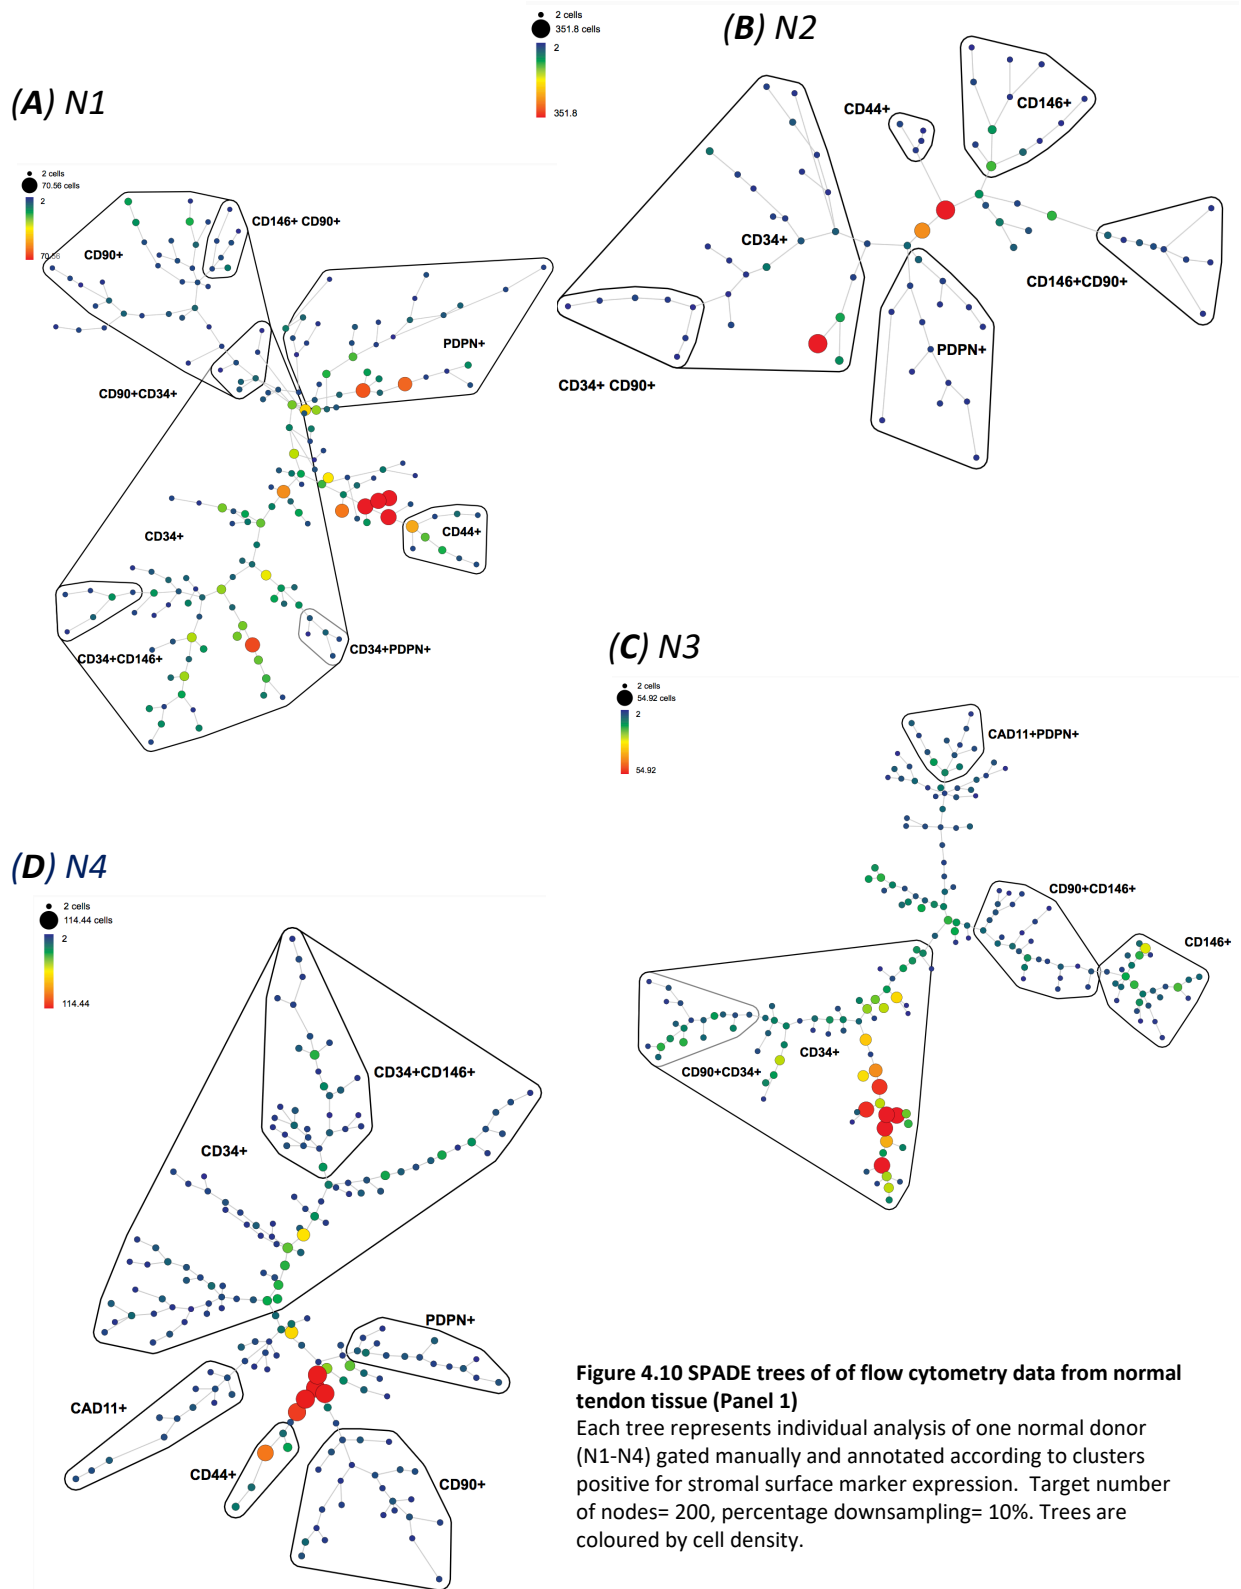 (A) N1
2 cells
70.56 cells
2
70.56
CD146+ CD90+
CD90+
PDPN+
CD90+CD34+
CD34+
CD44+
CD34+CD146+
CD34+PDPN+
(B) N2
2 cells
351.8 cells
2
351.8
CD146+
CD44+
CD34+
CD146+CD90+
PDPN+
CD34+ CD90+
(C) N3
2 cells
54.92 cells
2
54.92
CAD11+PDPN+
CD90+CD146+
CD146+
CD34+
CD90+CD34+
(D) N4
2 cells
114.44 cells
2
114.44
CD34+CD146+
CD34+
PDPN+
CAD11+
CD44+
CD90+
Figure 4.10 SPADE trees of of flow cytometry data from normal
tendon tissue (Panel 1)
Each tree represents individual analysis of one normal donor
(N1-N4) gated manually and annotated according to clusters
positive for stromal surface marker expression. Target number
of nodes= 200, percentage downsampling= 10%. Trees are
coloured by cell density.